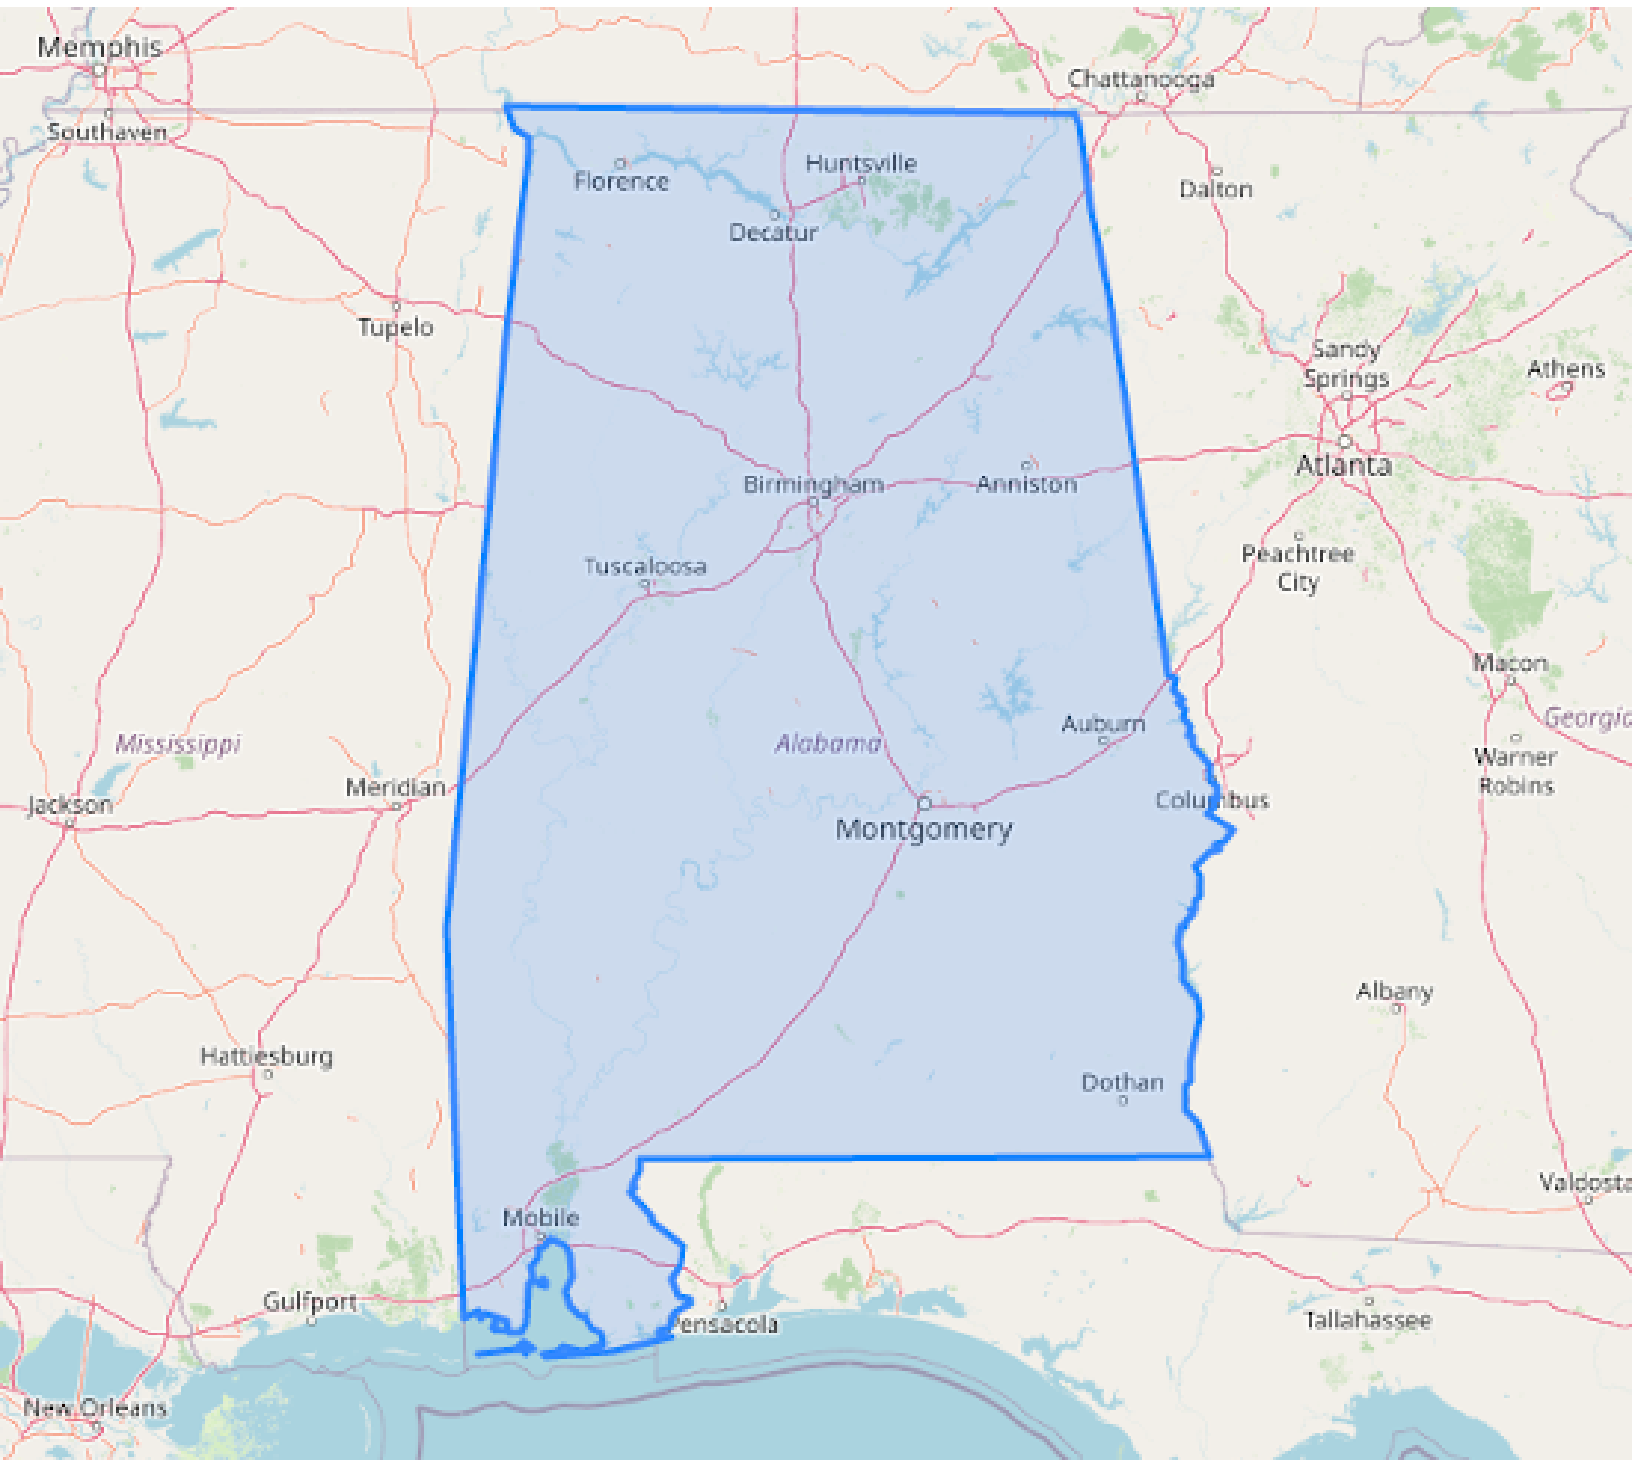 Memphis
Chattanooga
Southaven
Huntsville
Florence
Dalton
Decatur
Tupelo
Sandy
Springs
Athens
Atlanta
Birmingham
Anniston
Peachtree
City
Tuscaloosa
Macon
Georgia
Auburn
Mississippi
Alabama
Warner
Robins
Meridian
Columbus
Jackson
Montgomery
Albany
Hattiesburg
Dothan
Valdosta
Mobile
Gulfport
Pensacola
Tallahassee
New Orleans